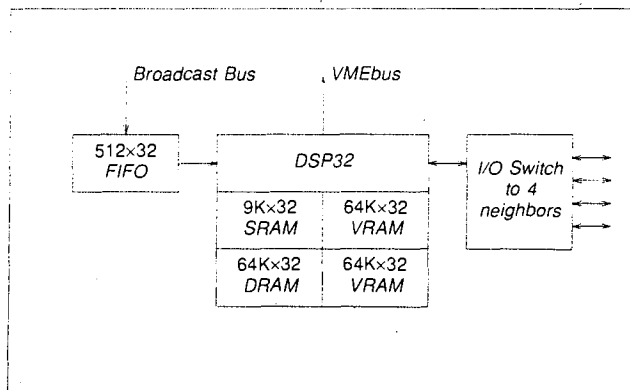 Broadcast Bus
VMEbus
512×32
FIFO
DSP32
I/O Switch
to 4
neighbors
9K×32
SRAM
64K×32
VRAM
64K×32
DRAM
64K×32
VRAM